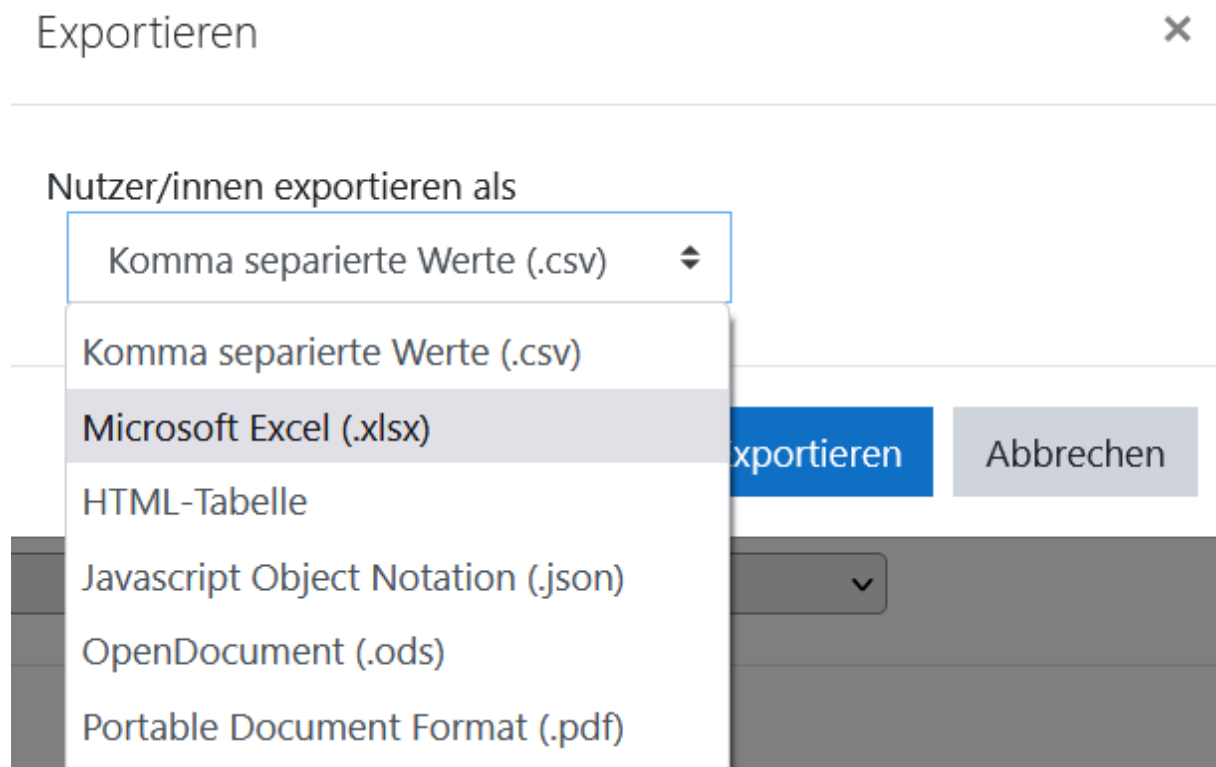 Exportieren
Nutzer/innen exportieren als
Komma separierte Werte (.csv)
Komma separierte Werte (.csv)
Microsoft Excel (.xlsx)
xportieren
Abbrechen
HTML-Tabelle
Javascript Object Notation (.json)
OpenDocument (.ods)
Portable Document Format (.pdf)